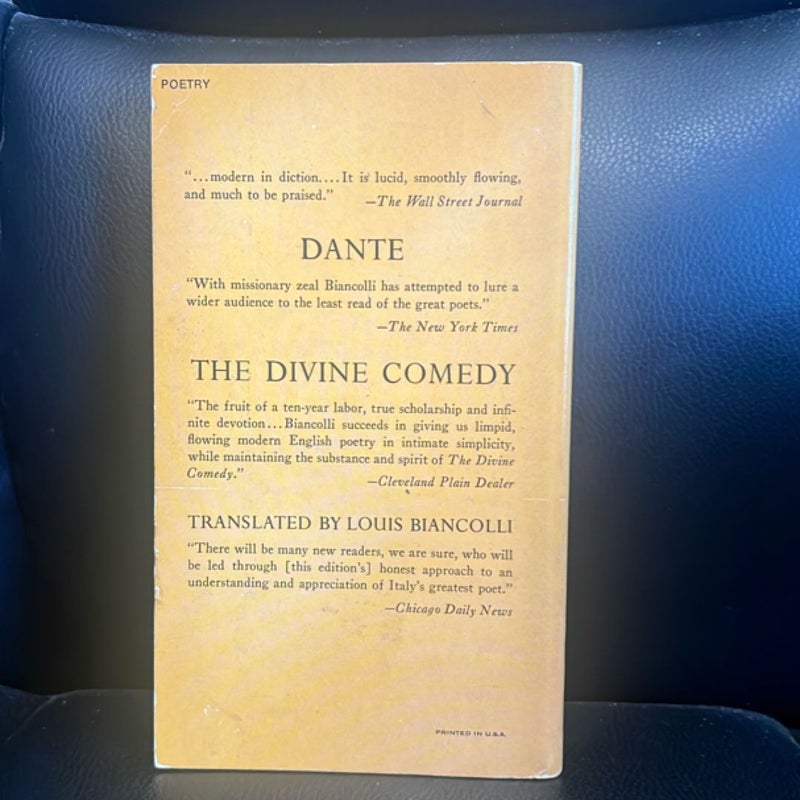 POETRY
“...modern in diction....It is lucid, smoothly flowing,
and much to be praised.” —The Wall Street Journal
DANTE
“With missionary zeal Biancolli has attempted to lure a
wider audience to the least read of the great poets.”
—The New York Times
THE DIVINE COMEDY
“The fruit of a ten-year labor, true scholarship and infi-
nite devotion...Biancolli succeeds in giving us limpid,
flowing modern English poetry in intimate simplicity,
while maintaining the substance and spirit of The Divine
Comedy.” —Cleveland Plain Dealer
TRANSLATED BY LOUIS BIANCOLLI
“There will be many new readers, we are sure, who will
be led through [this edition's] honest approach to an
understanding and appreciation of Italy's greatest poet.”
—Chicago Daily News
PRINTED IN U.S.A.